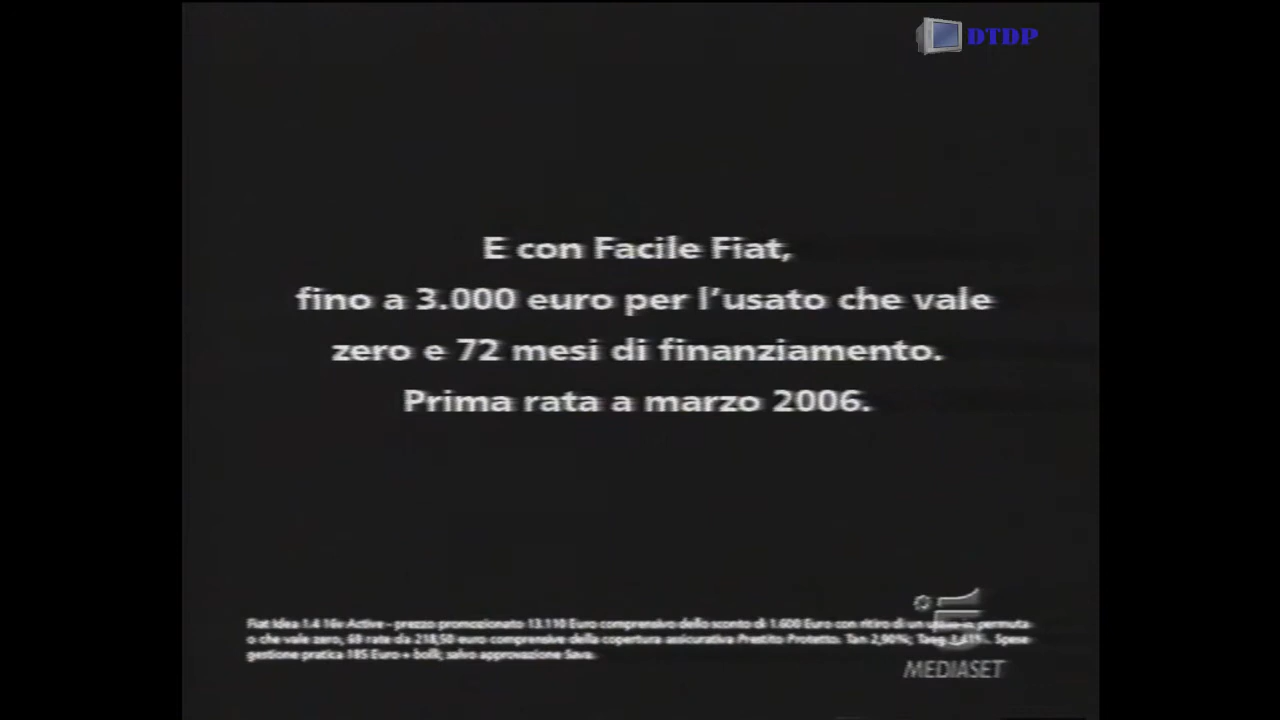 DTDP
E con Facile Fiat,
fino a 3.000 euro per l'usato che vale
zero e 72 mesi di finanziamento.
Prima rata a marzo 2006.
Fiat Idea 1.4 16v Active - prezzo promozionato 13.110 Euro comprensivo dello sconto di 1.600 Euro con ritiro di un permuta
o che vale zero, 68 rate da 218,50 euro comprensive della copertura assicurativa Prestito Protetto. Tan 2,90%; Taeg Spese
gestione pratica 185 Euro + bolli; salvo approvazione Sava.
MEDIASET